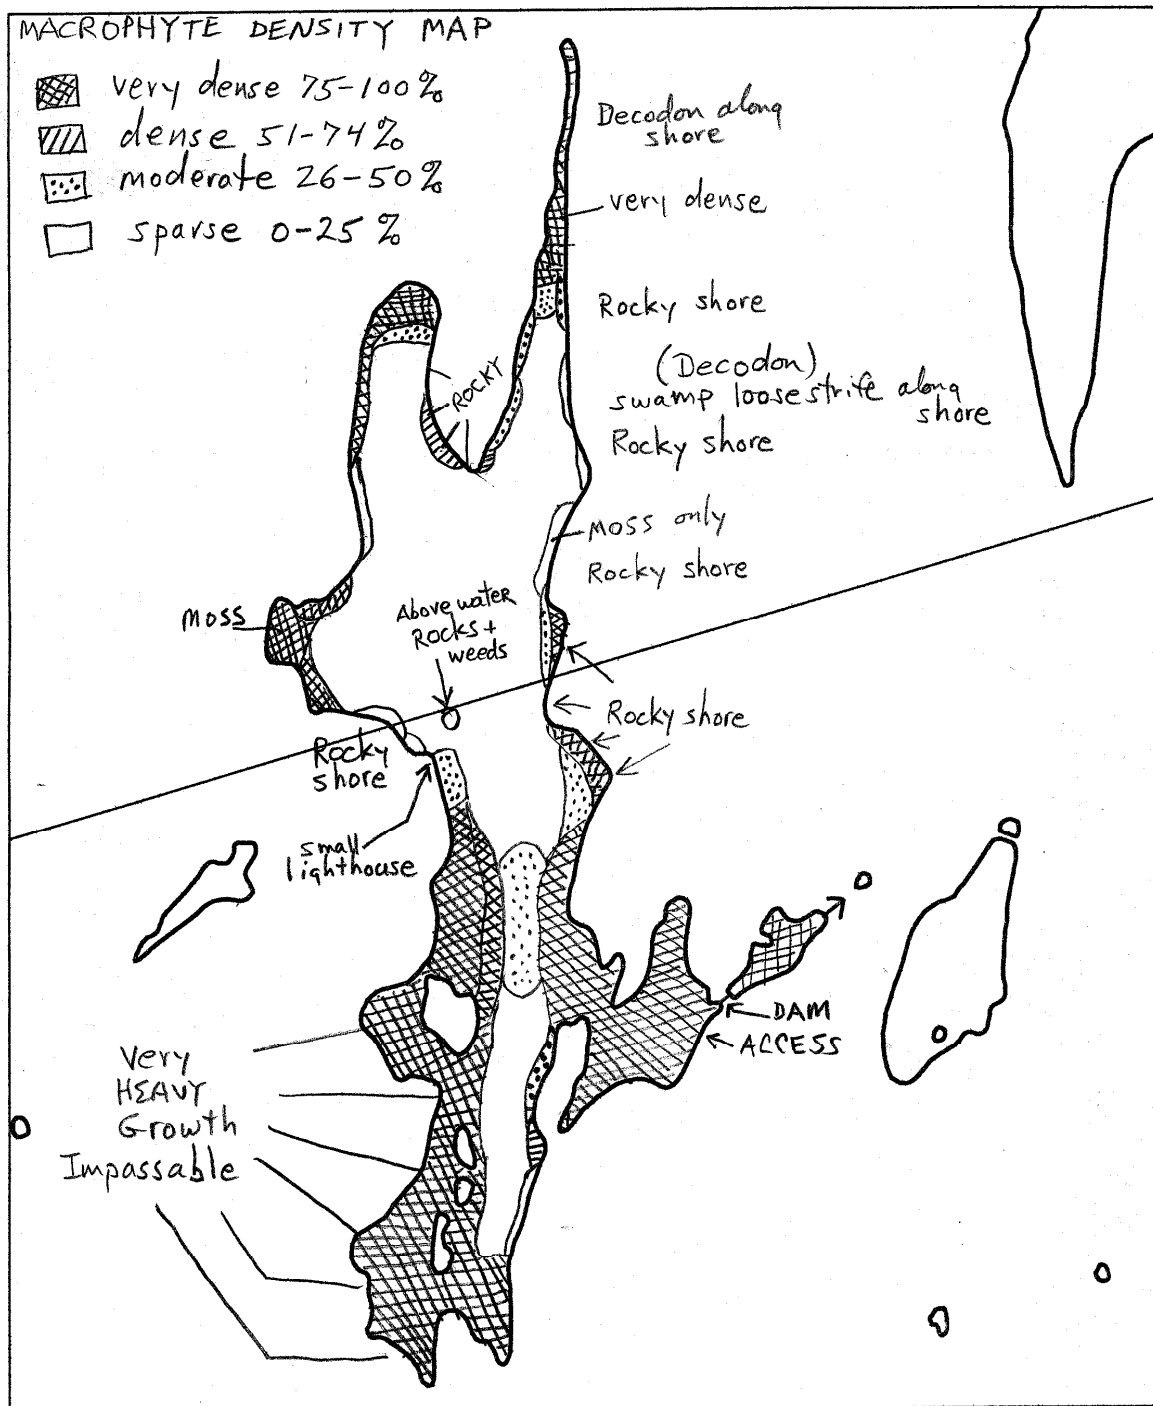 MACROPHYTE DENSITY MAP
very dense 75-100%
dense 51-74%
moderate 26-50%
sparse 0-25%
Decodon along
shore
very dense
Rocky shore
(Decodon)
swamp loosestrife along
shore
Rocky shore
ROCKY
Moss only
Rocky shore
Moss
Above water
Rocks +
weeds
Rocky shore
Rocky
shore
small
lighthouse
DAM
ACCESS
Very
HEAVY
Growth
Impassable